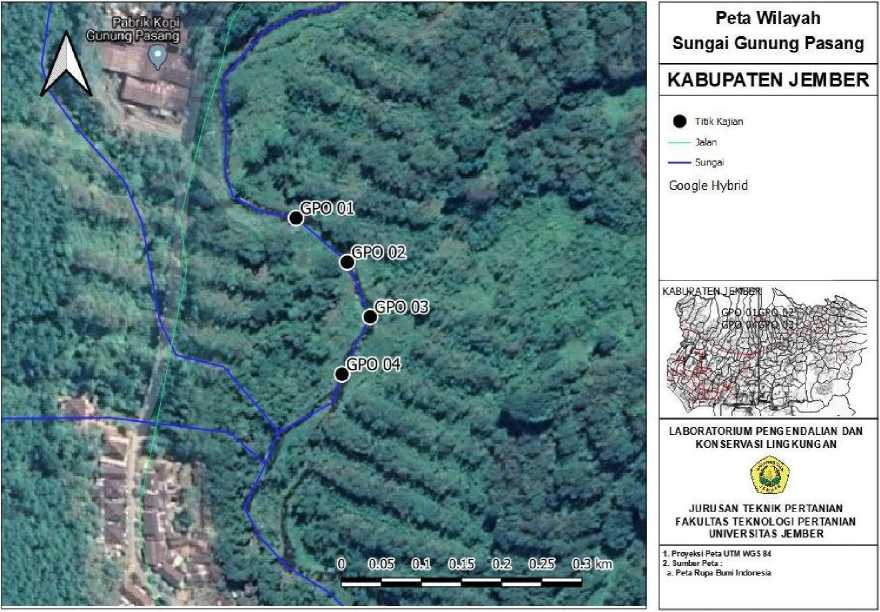 Pabrik Kopi
Gunung Pasang
GPO 01
GPO 02
GPO 03
GPO 04
0 0.05 0.1 0.15 0.2 0.25 0.3 km
Peta Wilayah
Sungai Gunung Pasang
KABUPATEN JEMBER
Titik Kajian
Jalan
Sungai
Google Hybrid
KABUPATEN JEMBER
GPO 01GPO 02
LABORATORIUM PENGENDALIAN DAN
KONSERVASI LINGKUNGAN
JURUSAN TEKNIK PERTANIAN
FAKULTAS TEKNOLOGI PERTANIAN
UNIVERSITAS JEMBER
1. Proyeksi Peta UTM WGS 84
2. Sumber Peta :
a. Peta Rupa Bumi Indonesia